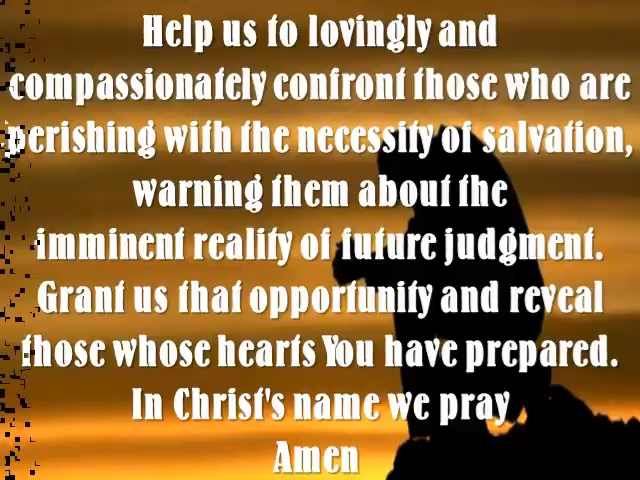 Help us to lovingly and
compassionately confront those who are
perishing with the necessity of salvation,
warning them about the
imminent reality of future judgment.
Grant us that opportunity and reveal
those whose hearts You have prepared.
In Christ's name we pray
Amen